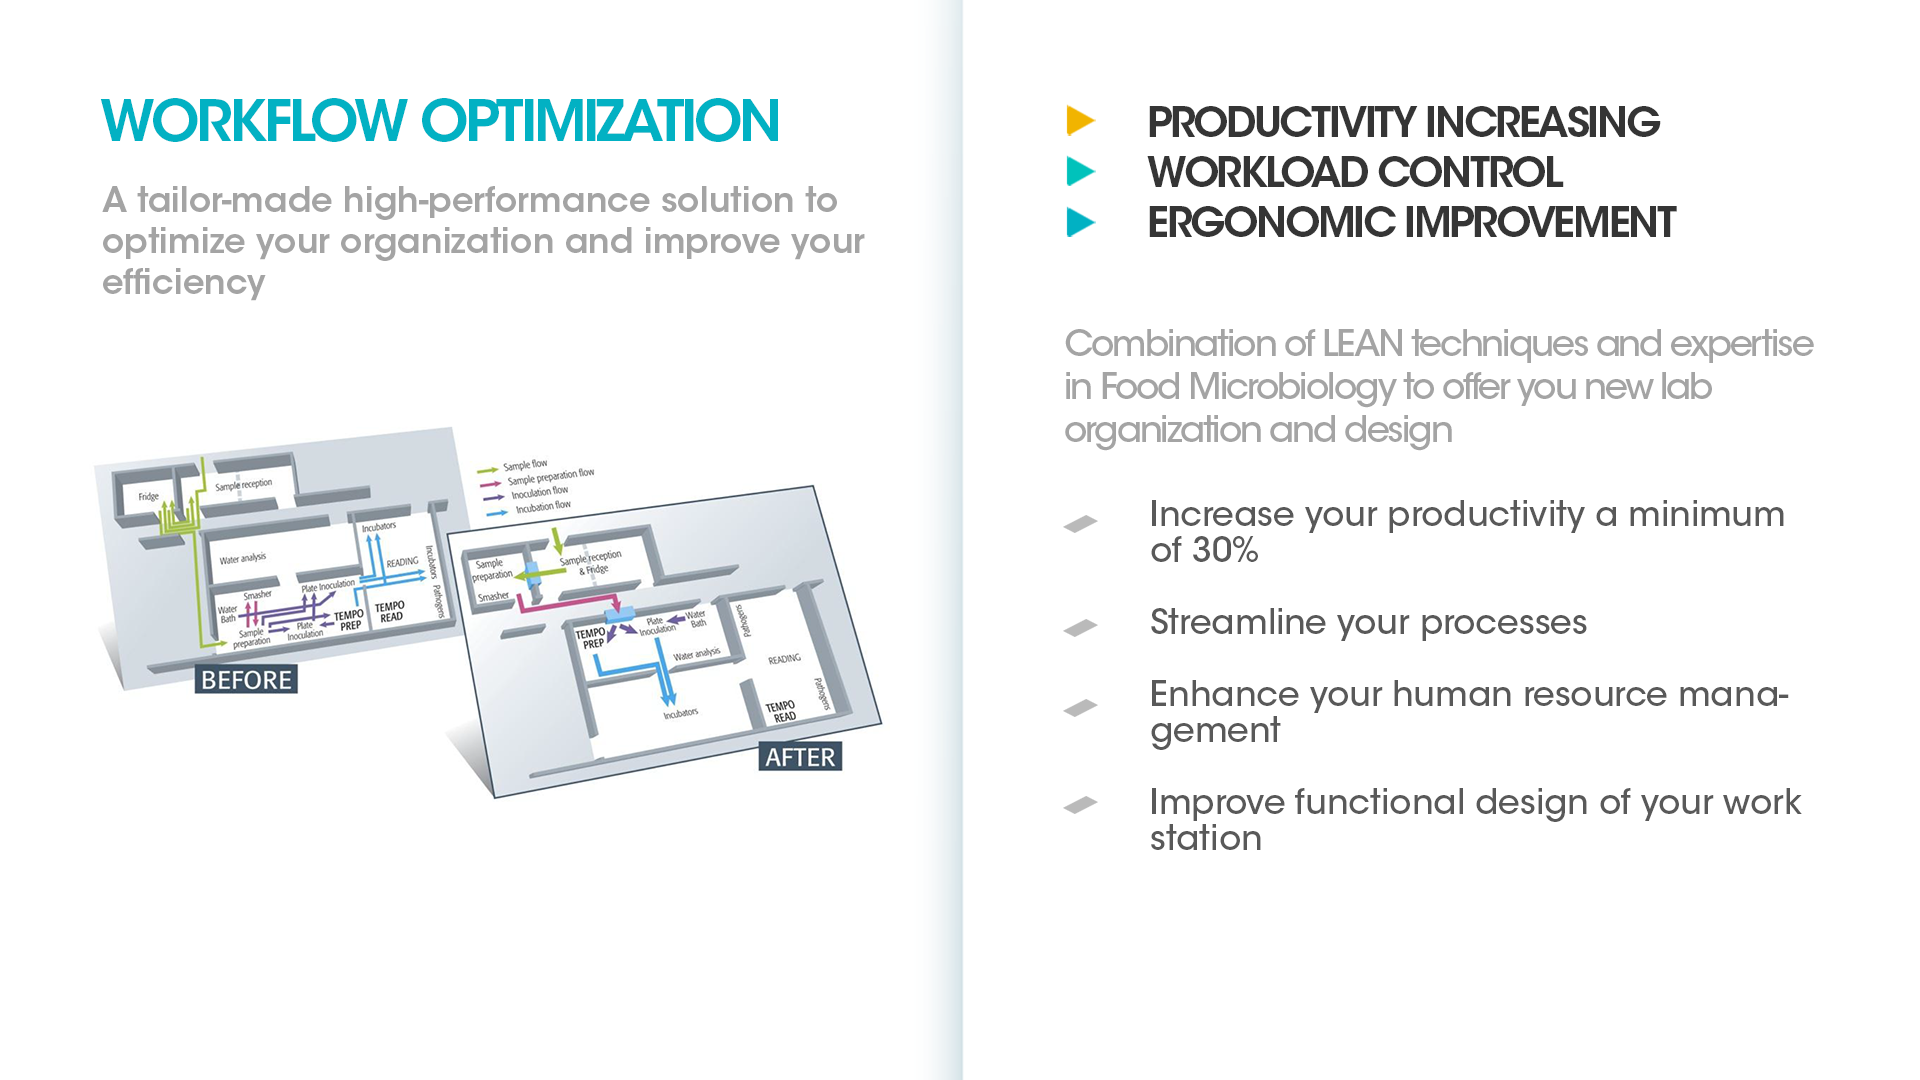 WORKFLOW OPTIMIZATION
A tailor-made high-performance solution to
optimize your organization and improve your
efficiency
Fridge
Sample reception
Water analysis
Incubators
READING
Incubators
Pathogens
Smasher
Plate Inoculation
Water
Bath
Sample
preparation
Plate
Inoculation
TEMPO
PREP
TEMPO
READ
BEFORE
Sample flow
Sample preparation flow
Inoculation flow
Incubation flow
Sample
preparation
Sample reception
& Fridge
Smasher
TEMPO
PREP
Plate
Inoculation
Water
Bath
Pathogens
Water analysis
READING
Incubators
Pathogens
TEMPO
READ
AFTER
PRODUCTIVITY INCREASING
WORKLOAD CONTROL
ERGONOMIC IMPROVEMENT
Combination of LEAN techniques and expertise
in Food Microbiology to offer you new lab
organization and design
Increase your productivity a minimum
of 30%
Streamline your processes
Enhance your human resource mana-
gement
Improve functional design of your work
station